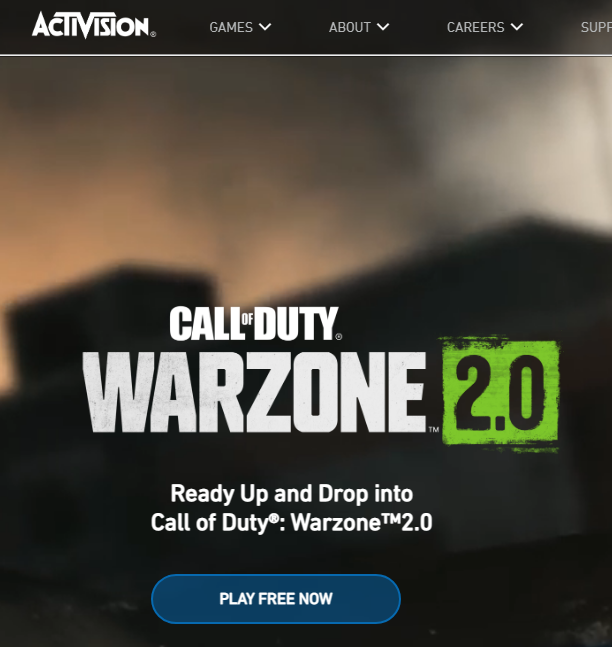 ACTIVISION® GAMES ABOUT CAREERS SUPP
CALL OF DUTY®
WARZONE™ 2.0
Ready Up and Drop into
Call of Duty®: Warzone™2.0
PLAY FREE NOW